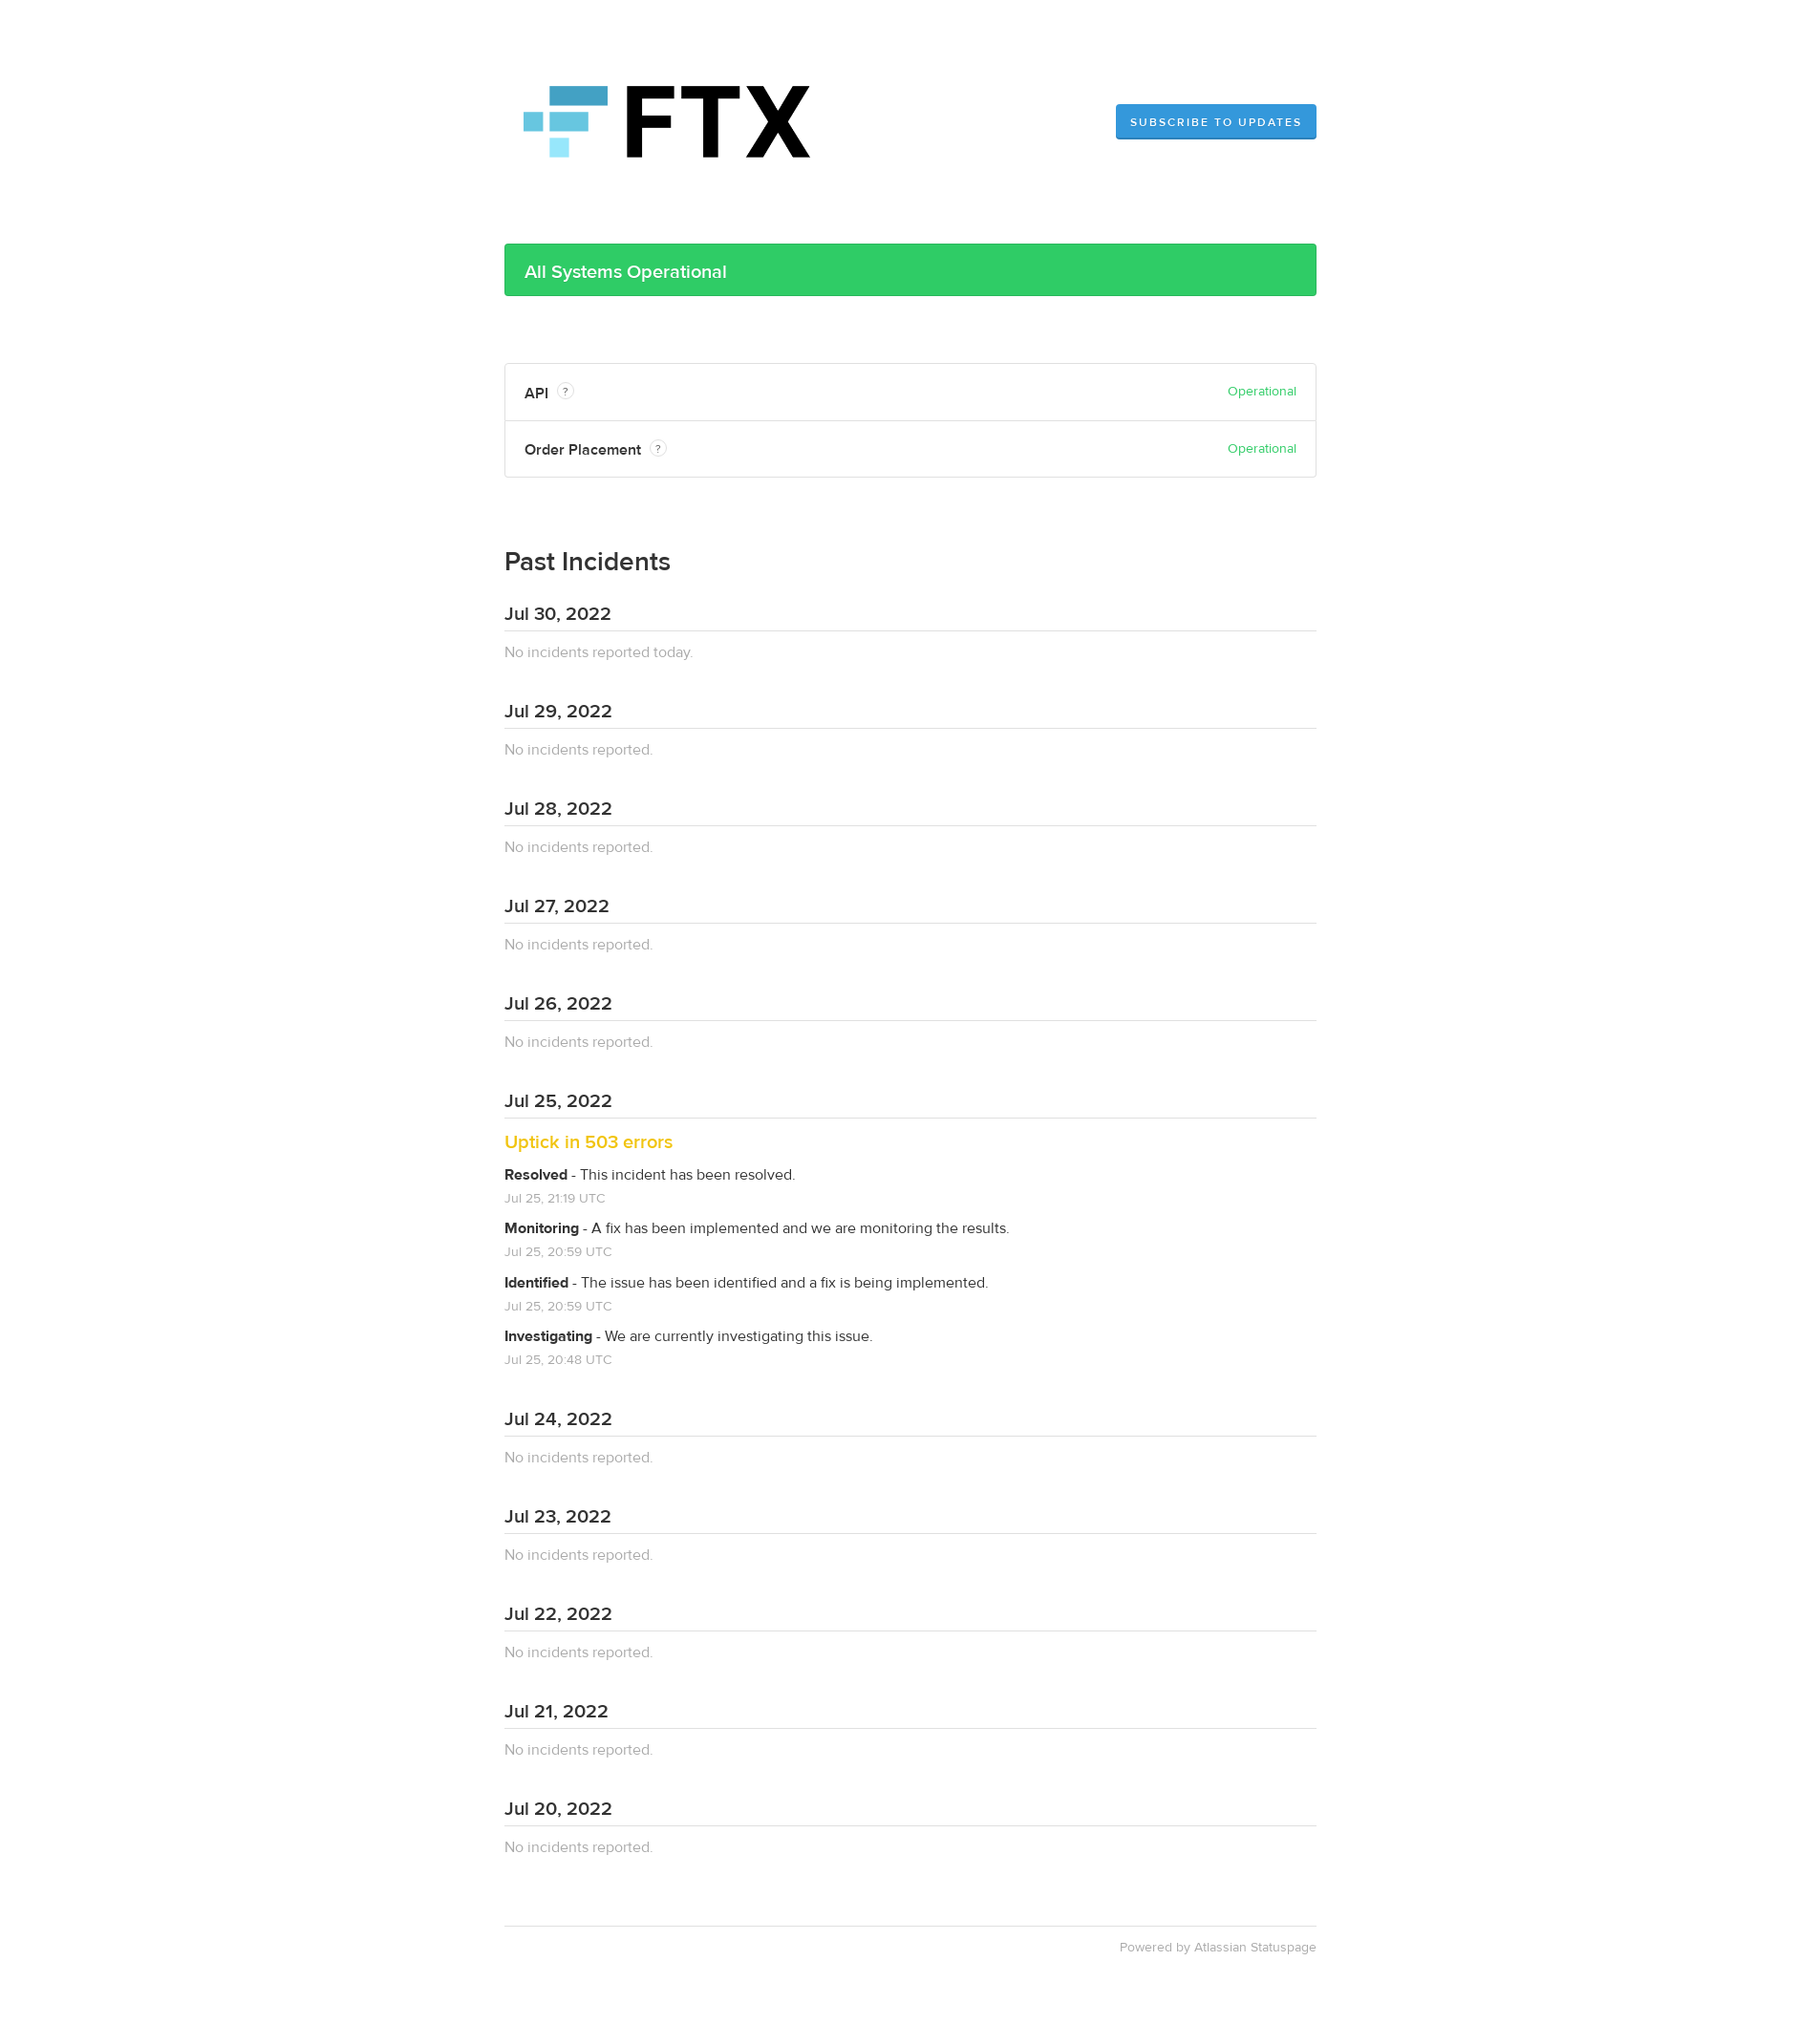 FTX
SUBSCRIBE TO UPDATES
All Systems Operational
API ?
Operational
Order Placement ?
Operational
Past Incidents
Jul 30, 2022
No incidents reported today.
Jul 29, 2022
No incidents reported.
Jul 28, 2022
No incidents reported.
Jul 27, 2022
No incidents reported.
Jul 26, 2022
No incidents reported.
Jul 25, 2022
Uptick in 503 errors
Resolved - This incident has been resolved.
Jul 25, 21:19 UTC
Monitoring - A fix has been implemented and we are monitoring the results.
Jul 25, 20:59 UTC
Identified - The issue has been identified and a fix is being implemented.
Jul 25, 20:59 UTC
Investigating - We are currently investigating this issue.
Jul 25, 20:48 UTC
Jul 24, 2022
No incidents reported.
Jul 23, 2022
No incidents reported.
Jul 22, 2022
No incidents reported.
Jul 21, 2022
No incidents reported.
Jul 20, 2022
No incidents reported.
Powered by Atlassian Statuspage